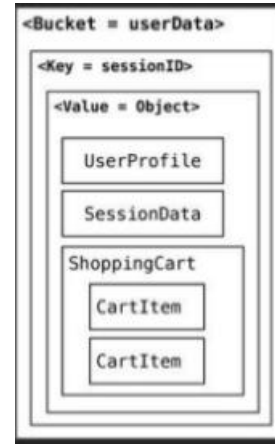 <Bucket = userData>
<Key = sessionID>
<Value = Object>
UserProfile
SessionData
ShoppingCart
CartItem
CartItem